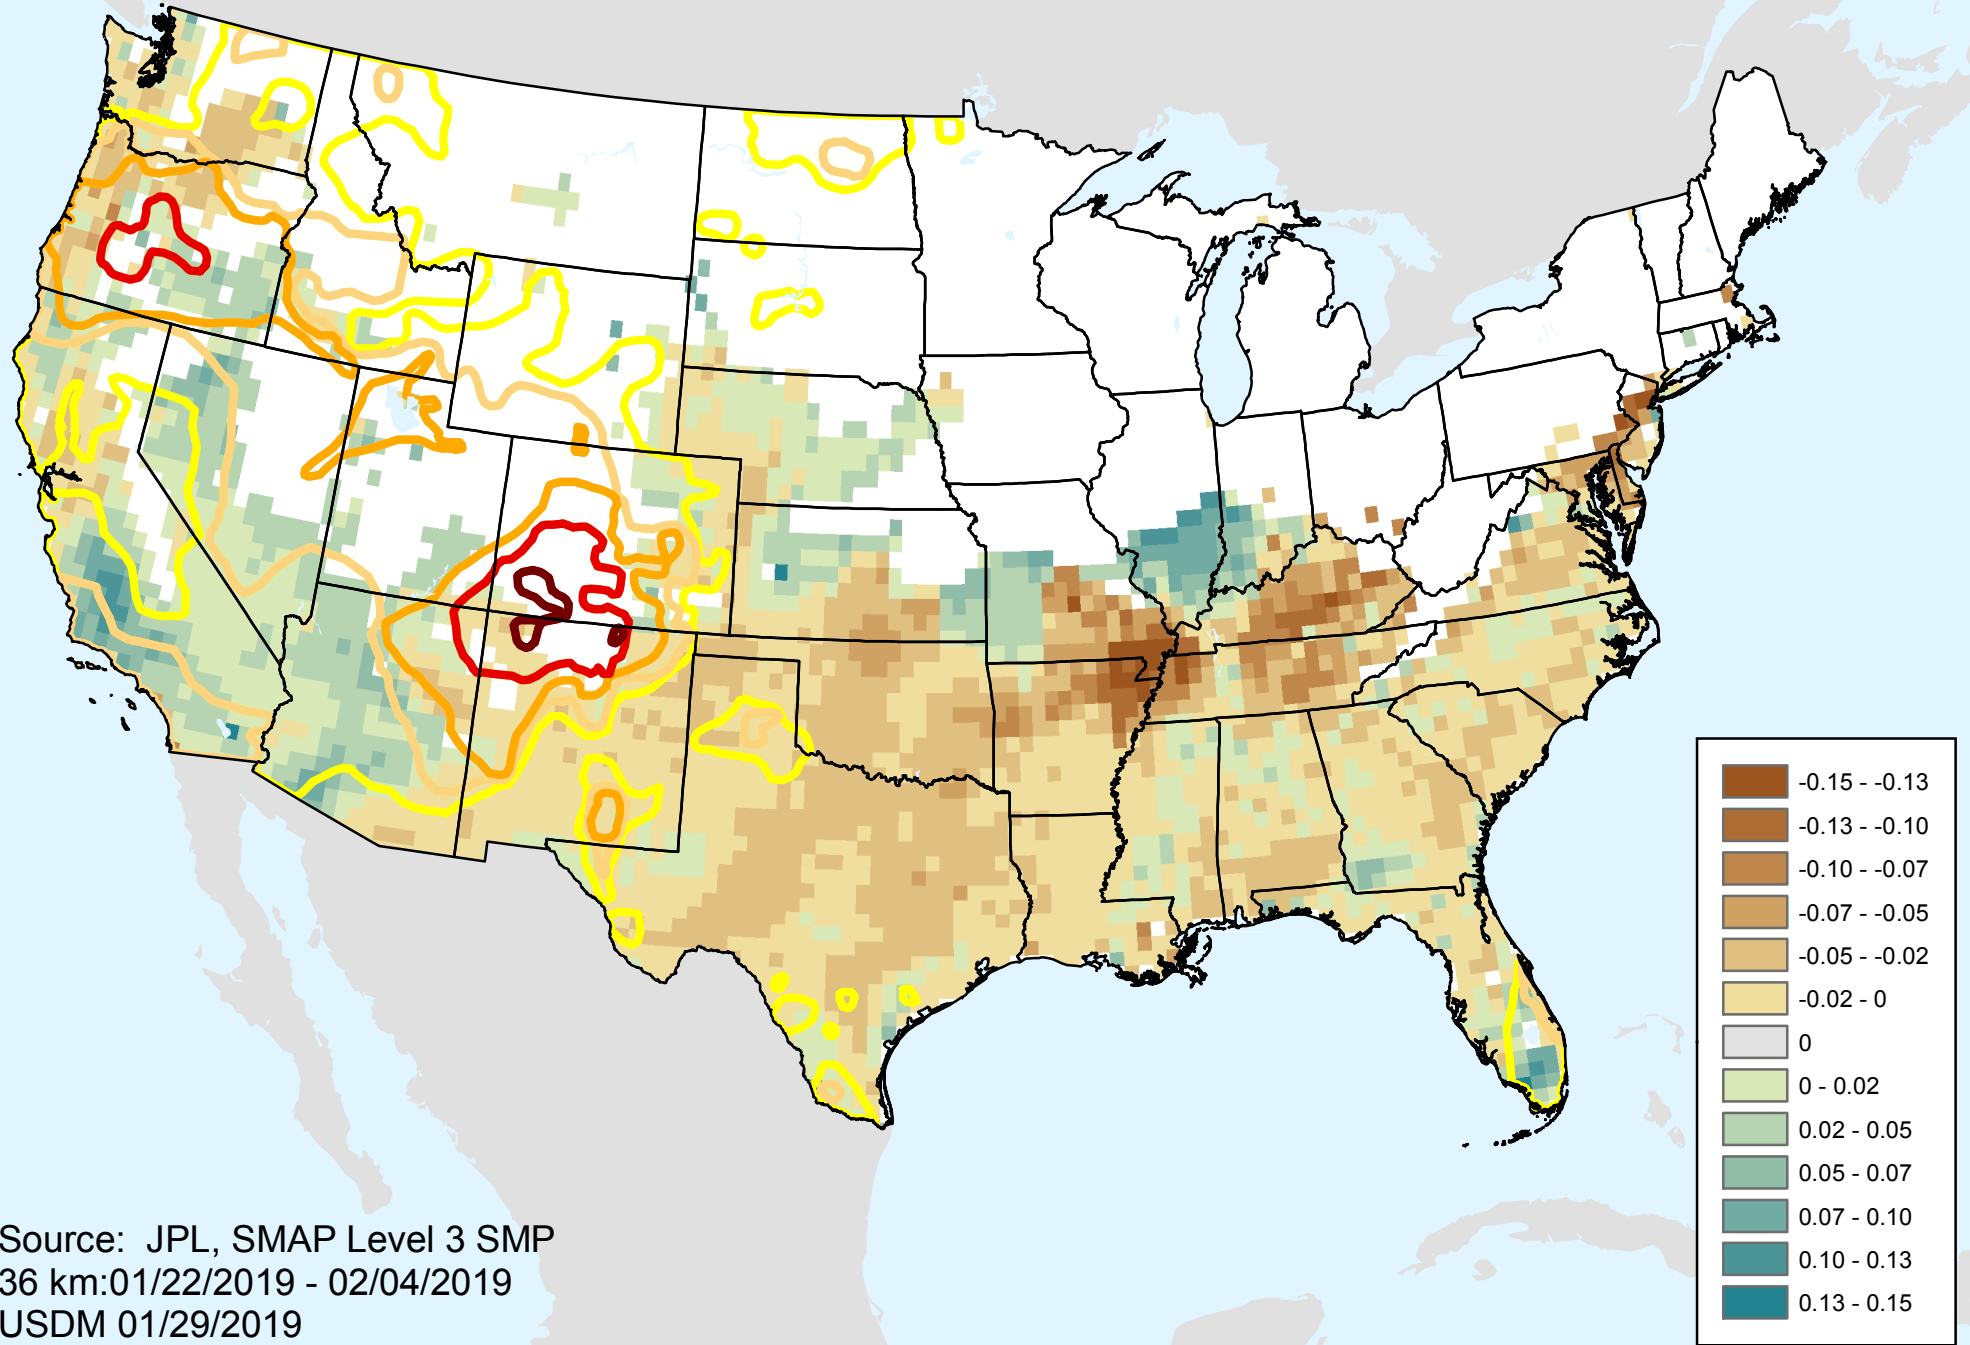 -0.15 - -0.13
-0.13 - -0.10
-0.10 - -0.07
-0.07 - -0.05
-0.05 - -0.02
-0.02 - 0
0
0 - 0.02
0.02 - 0.05
0.05 - 0.07
0.07 - 0.10
0.10 - 0.13
0.13 - 0.15
Source: JPL, SMAP Level 3 SMP
36 km:01/22/2019 - 02/04/2019
USDM 01/29/2019